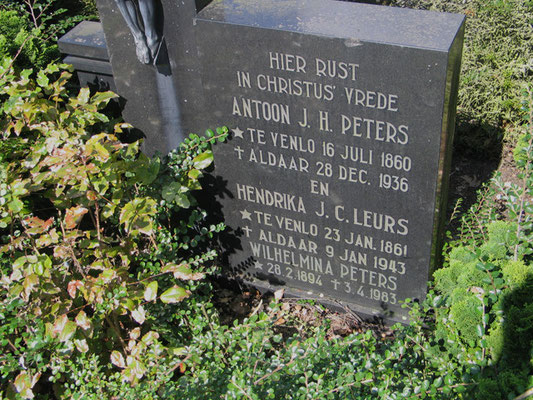 HIER RUST
IN CHRISTUS' VREDE
ANTOON J. H. PETERS
★ TE VENLO 16 JULI 1860
✝ ALDAAR 28 DEC. 1936
EN
HENDRIKA J. C. LEURS
★ TE VENLO 23 JAN. 1861
✝ ALDAAR 9 JAN 1943
WILHELMINA PETERS
★ 28.2.1894 ✝ 3.4.1983